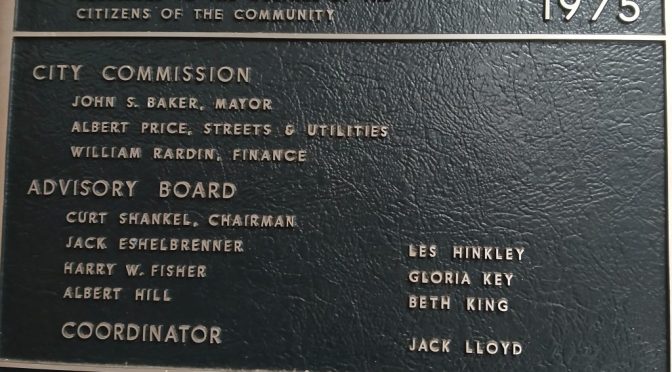 CITIZENS OF THE COMMUNITY
1975
CITY COMMISSION
JOHN S. BAKER, MAYOR
ALBERT PRICE, STREETS & UTILITIES
WILLIAM RARDIN, FINANCE
ADVISORY BOARD
CURT SHANKEL, CHAIRMAN
JACK ESHELBRENNER LES HINKLEY
HARRY W. FISHER GLORIA KEY
ALBERT HILL BETH KING
COORDINATOR JACK LLOYD